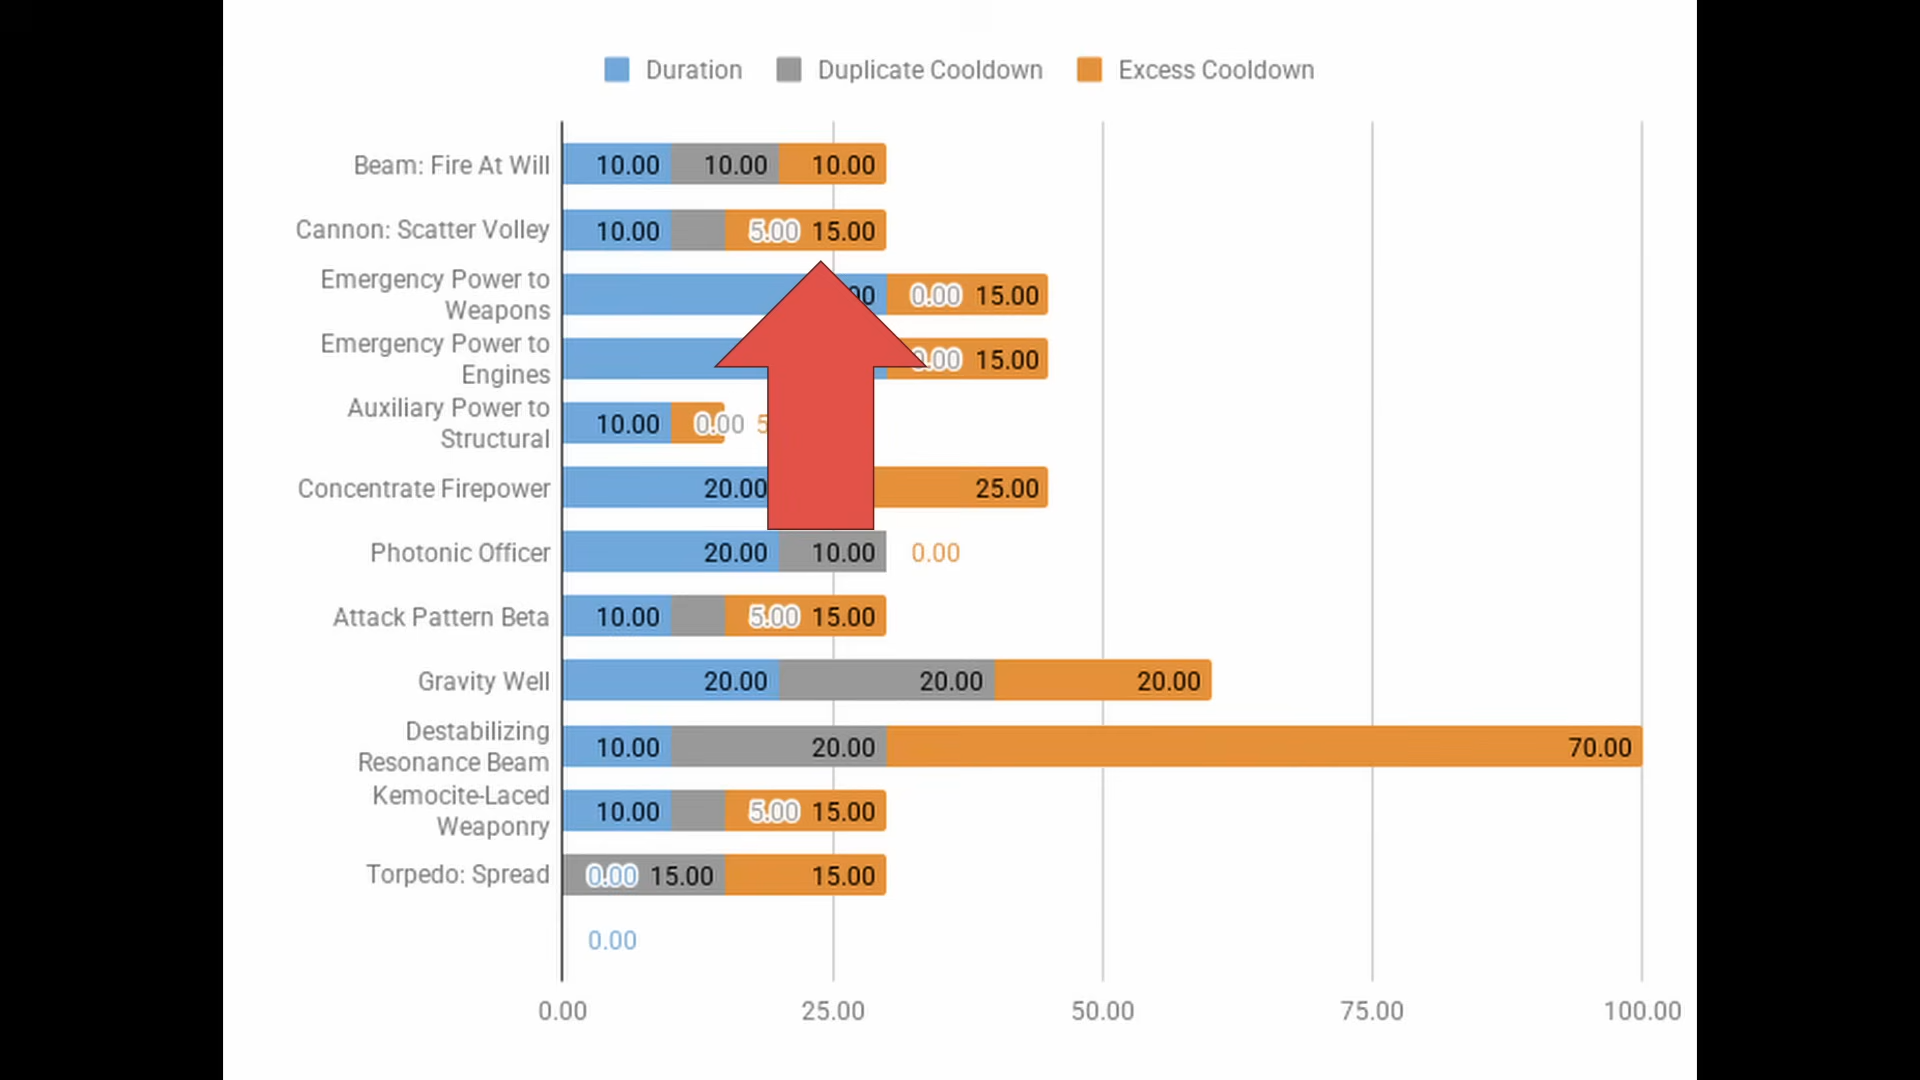 Duration Duplicate Cooldown Excess Cooldown
Beam: Fire At Will 10.00 10.00 10.00
Cannon: Scatter Volley 10.00 5.00 15.00
Emergency Power to
Weapons 0.00 15.00
Emergency Power to
Engines 15.00
Auxiliary Power to
Structural 10.00 0.00
Concentrate Firepower 20.00 25.00
Photonic Officer 20.00 10.00 0.00
Attack Pattern Beta 10.00 5.00 15.00
Gravity Well 20.00 20.00 20.00
Destabilizing
Resonance Beam 10.00 20.00 70.00
Kemocite-Laced
Weaponry 10.00 5.00 15.00
Torpedo: Spread 0.00 15.00 15.00
0.00
0.00 25.00 50.00 75.00 100.00